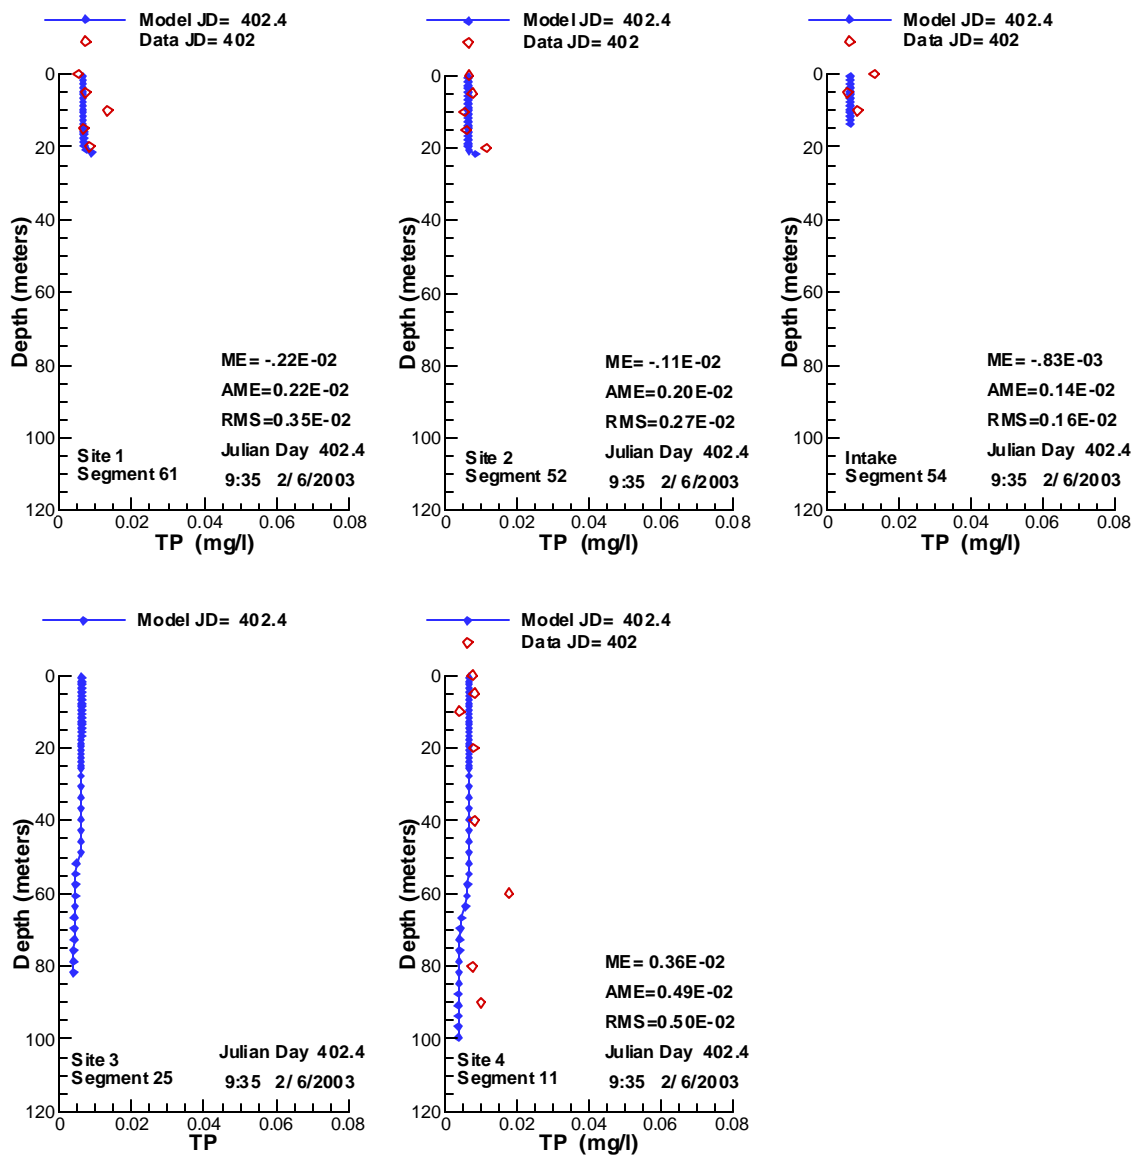 Model JD= 402.4
Data JD= 402
0
20
40
60
80
100
120
Depth (meters)
ME= -.22E-02
AME=0.22E-02
RMS=0.35E-02
Julian Day 402.4
9:35 2/ 6/2003
Site 1
Segment 61
0 0.02 0.04 0.06 0.08
TP (mg/l)
Model JD= 402.4
Data JD= 402
0
20
40
60
80
100
120
Depth (meters)
ME= -.11E-02
AME=0.20E-02
RMS=0.27E-02
Julian Day 402.4
9:35 2/ 6/2003
Site 2
Segment 52
0 0.02 0.04 0.06 0.08
TP (mg/l)
Model JD= 402.4
Data JD= 402
0
20
40
60
80
100
120
Depth (meters)
ME= -.83E-03
AME=0.14E-02
RMS=0.16E-02
Julian Day 402.4
9:35 2/ 6/2003
Intake
Segment 54
0 0.02 0.04 0.06 0.08
TP (mg/l)
Model JD= 402.4
0
20
40
60
80
100
120
Depth (meters)
Julian Day 402.4
9:35 2/ 6/2003
Site 3
Segment 25
0 0.02 0.04 0.06 0.08
TP
Model JD= 402.4
Data JD= 402
0
20
40
60
80
100
120
Depth (meters)
ME= 0.36E-02
AME=0.49E-02
RMS=0.50E-02
Julian Day 402.4
9:35 2/ 6/2003
Site 4
Segment 11
0 0.02 0.04 0.06 0.08
TP (mg/l)